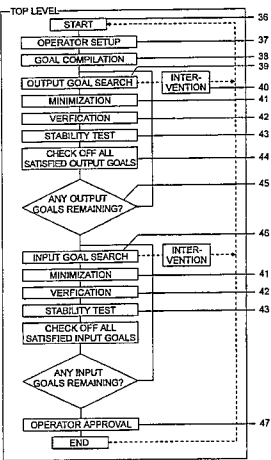 TOP LEVEL
START
36
OPERATOR SETUP
37
GOAL COMPILATION
38
39
OUTPUT GOAL SEARCH
INTER-
VENTION
40
MINIMIZATION
41
VERFICATION
42
STABILITY TEST
43
CHECK OFF ALL
SATISFIED OUTPUT GOALS
44
45
ANY OUTPUT
GOALS REMAINING?
46
INPUT GOAL SEARCH
INTER-
VENTION
MINIMIZATION
41
VERFICATION
42
STABILITY TEST
43
CHECK OFF ALL
SATISFIED INPUT GOALS
ANY INPUT
GOALS REMAINING?
OPERATOR APPROVAL
47
END